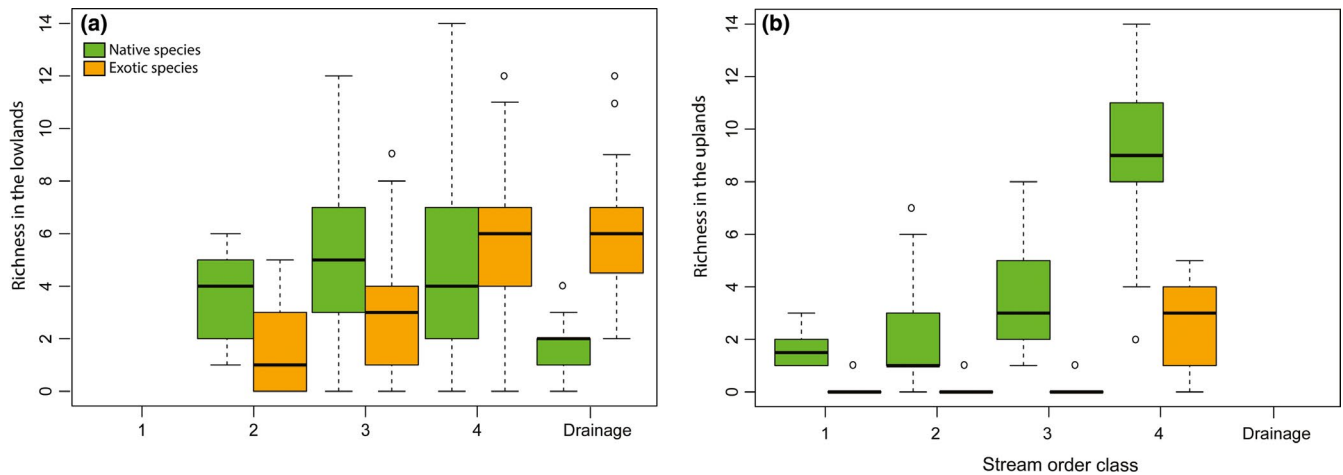 (a)
Native species
Exotic species
Richness in the lowlands
14
12
10
8
6
4
2
0
1 2 3 4 Drainage
(b)
Richness in the uplands
14
12
10
8
6
4
2
0
1 2 3 4 Drainage
Stream order class